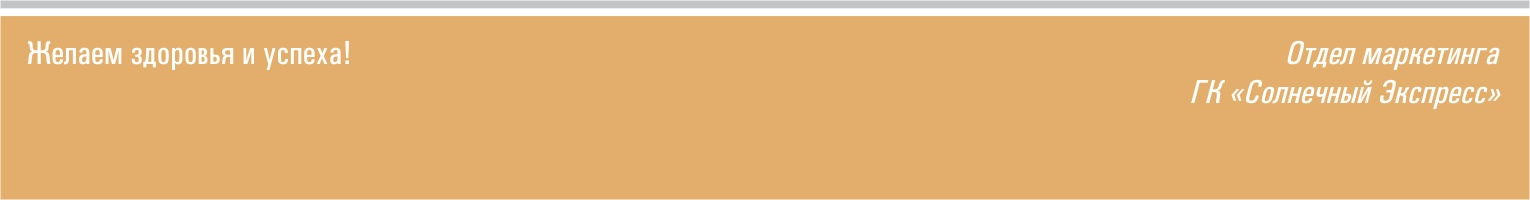 Желаем здоровья и успеха!
Отдел маркетинга
ГК «Солнечный Экспресс»